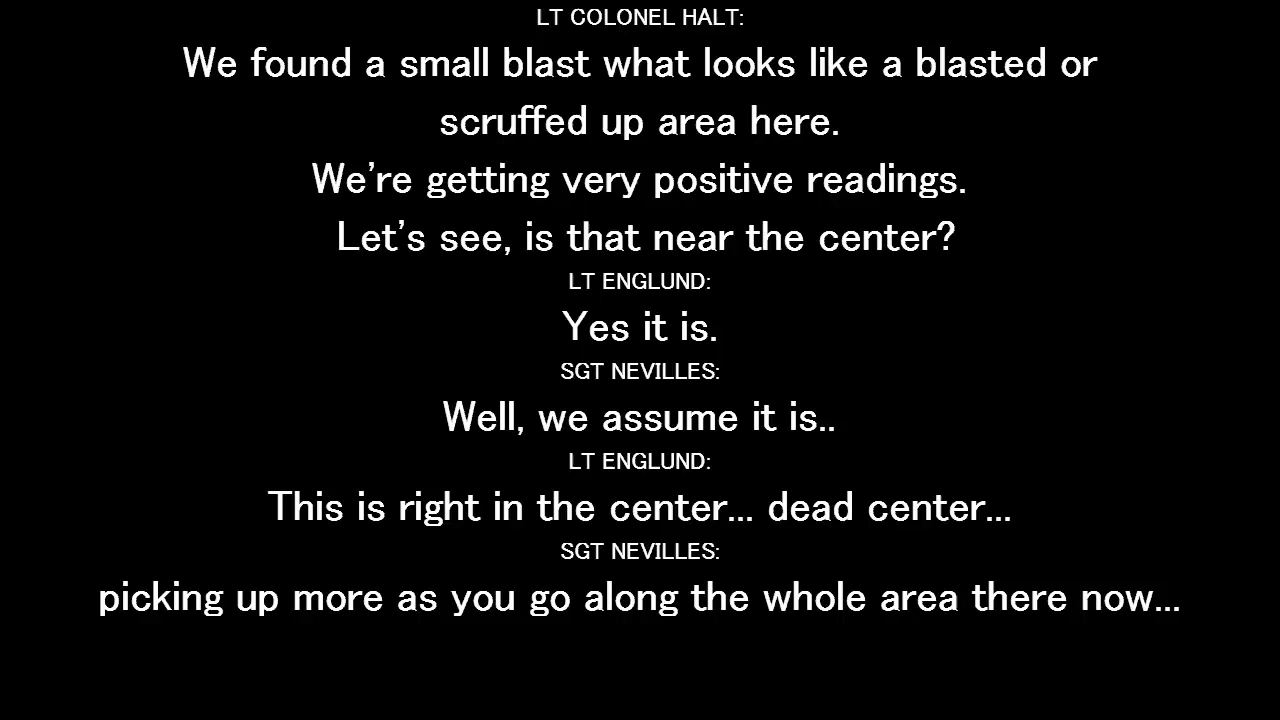 LT COLONEL HALT:
We found a small blast what looks like a blasted or
scruffed up area here.
We're getting very positive readings.
Let's see, is that near the center?
LT ENGLUND:
Yes it is.
SGT NEVILLES:
Well, we assume it is..
LT ENGLUND:
This is right in the center... dead center...
SGT NEVILLES:
picking up more as you go along the whole area there now...